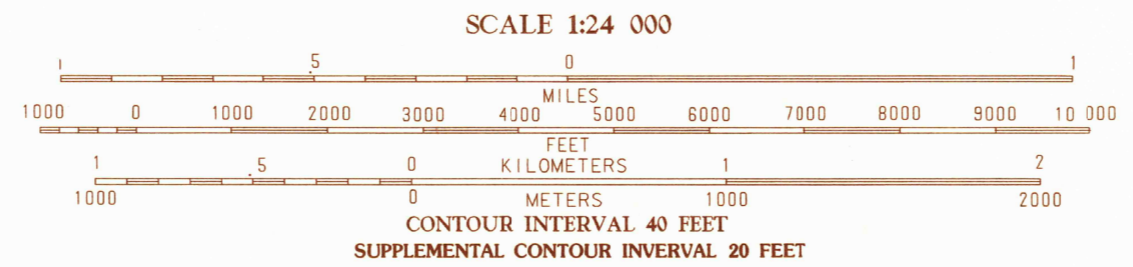 SCALE 1:24 000
1 .5 0 1
MILES
1000 0 1000 2000 3000 4000 5000 6000 7000 8000 9000 10 000
FEET
1 .5 0 KILOMETERS 1 2
1000 0 METERS 1000 2000
CONTOUR INTERVAL 40 FEET
SUPPLEMENTAL CONTOUR INVERVAL 20 FEET